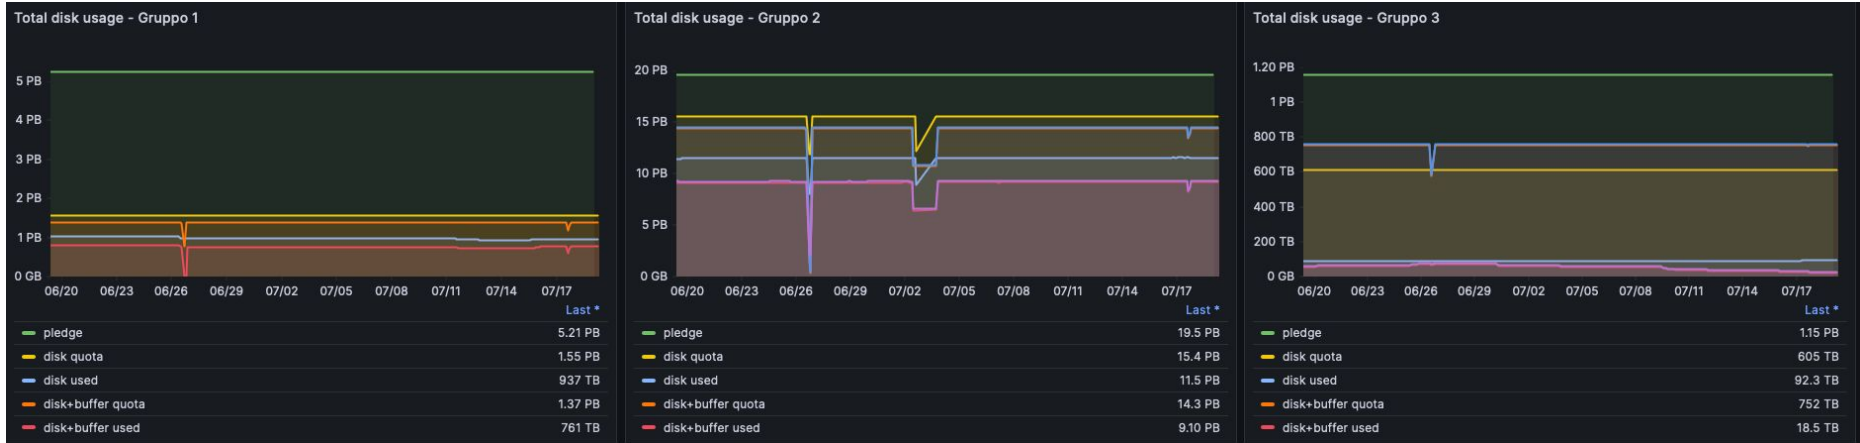 Total disk usage - Gruppo 1
5 PB
4 PB
3 PB
2 PB
1 PB
0 GB
06/20 06/23 06/26 06/29 07/02 07/05 07/08 07/11 07/14 07/17
Last *
pledge 5.21 PB
disk quota 1.55 PB
disk used 937 TB
disk+buffer quota 1.37 PB
disk+buffer used 761 TB
Total disk usage - Gruppo 2
20 PB
15 PB
10 PB
5 PB
0 GB
06/20 06/23 06/26 06/29 07/02 07/05 07/08 07/11 07/14 07/17
Last *
pledge 19.5 PB
disk quota 15.4 PB
disk used 11.5 PB
disk+buffer quota 14.3 PB
disk+buffer used 9.10 PB
Total disk usage - Gruppo 3
1.20 PB
1 PB
800 TB
600 TB
400 TB
200 TB
0 GB
06/20 06/23 06/26 06/29 07/02 07/05 07/08 07/11 07/14 07/17
Last *
pledge 1.15 PB
disk quota 605 TB
disk used 92.3 TB
disk+buffer quota 752 TB
disk+buffer used 18.5 TB